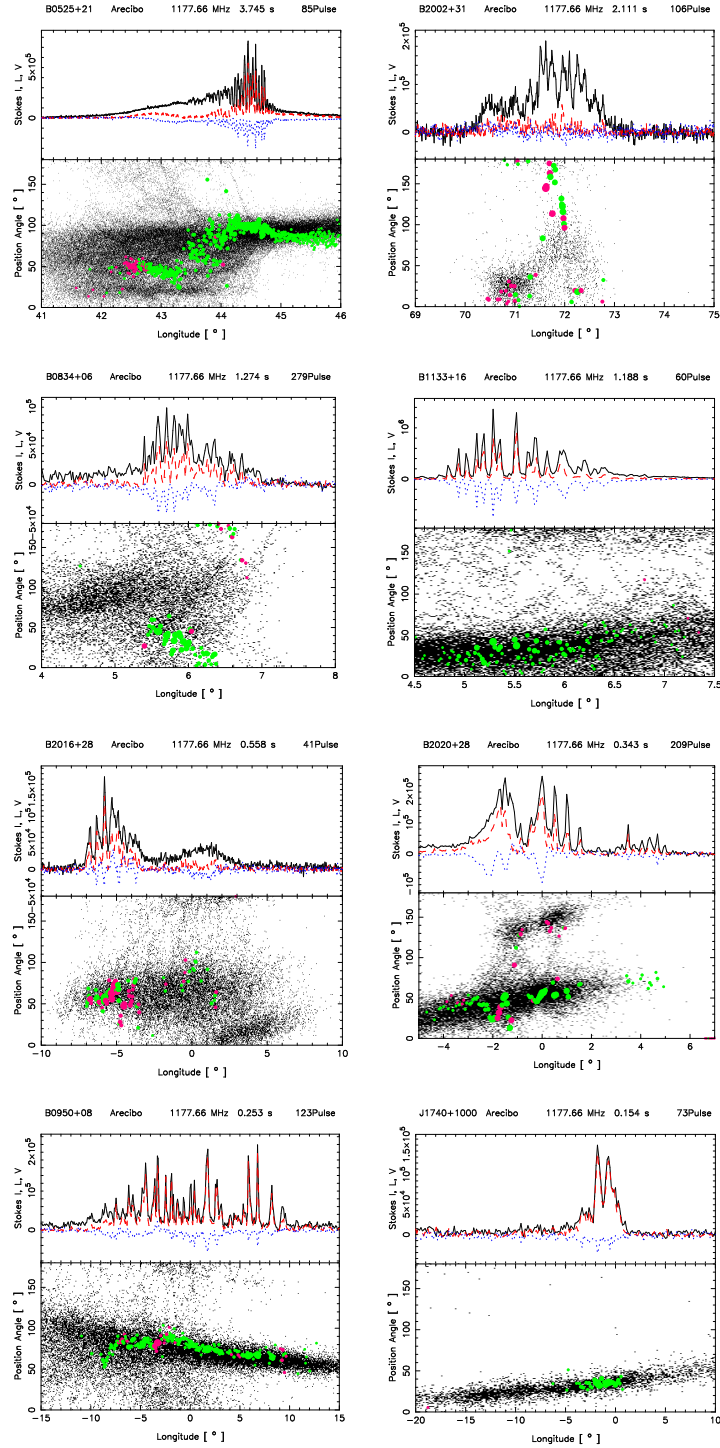 B0525+21 Arecibo 1177.66 MHz 3.745 s 85Pulse
Stokes I, L, V
0 5×10⁵
Position Angle [ ° ]
0 50 100 150
41 42 43 44 45 46
Longitude [ ° ]
B2002+31 Arecibo 1177.66 MHz 2.111 s 106Pulse
Stokes I, L, V
0 10⁵ 2×10⁵
Position Angle [ ° ]
0 50 100 150
69 70 71 72 73 74 75
Longitude [ ° ]
B0834+06 Arecibo 1177.66 MHz 1.274 s 279Pulse
Stokes I, L, V
-5×10⁴ 0 5×10⁴ 10⁵
Position Angle [ ° ]
0 50 100 150
4 5 6 7 8
Longitude [ ° ]
B1133+16 Arecibo 1177.66 MHz 1.188 s 60Pulse
Stokes I, L, V
0 10⁶
Position Angle [ ° ]
0 50 100 150
4.5 5 5.5 6 6.5 7 7.5
Longitude [ ° ]
B2016+28 Arecibo 1177.66 MHz 0.558 s 41Pulse
Stokes I, L, V
-5×10⁴ 0 5×10⁴ 10⁵ 1.5×10⁵
Position Angle [ ° ]
0 50 100 150
-10 -5 0 5 10
Longitude [ ° ]
B2020+28 Arecibo 1177.66 MHz 0.343 s 209Pulse
Stokes I, L, V
-10⁵ 0 10⁵ 2×10⁵
Position Angle [ ° ]
0 50 100 150
-4 -2 0 2 4 6
Longitude [ ° ]
B0950+08 Arecibo 1177.66 MHz 0.253 s 123Pulse
Stokes I, L, V
0 10⁵ 2×10⁵
Position Angle [ ° ]
0 50 100 150
-15 -10 -5 0 5 10 15
Longitude [ ° ]
J1740+1000 Arecibo 1177.66 MHz 0.154 s 73Pulse
Stokes I, L, V
0 5×10⁴ 10⁵ 1.5×10⁵
Position Angle [ ° ]
0 50 100 150
-20 -15 -10 -5 0 5 10
Longitude [ ° ]